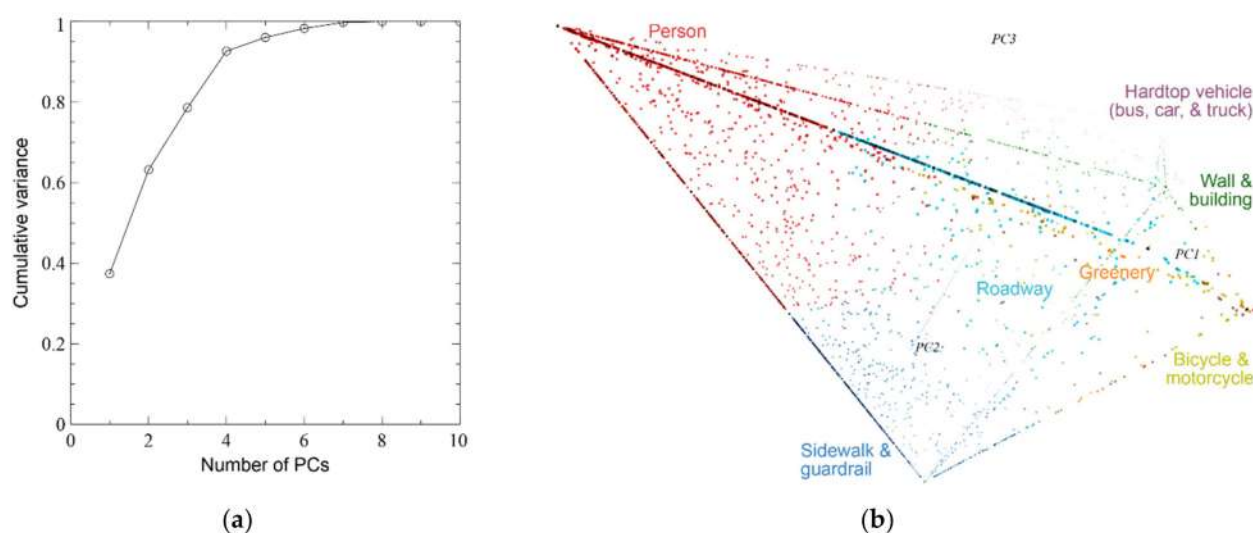 1
0.8
0.6
0.4
0.2
0
Cumulative variance
0
2
4
6
8
10
Number of PCs
(a)
Person
PC3
Hardtop vehicle
(bus, car, & truck)
Wall &
building
PC1
Greenery
Roadway
PC2
Bicycle &
motorcycle
Sidewalk &
guardrail
(b)